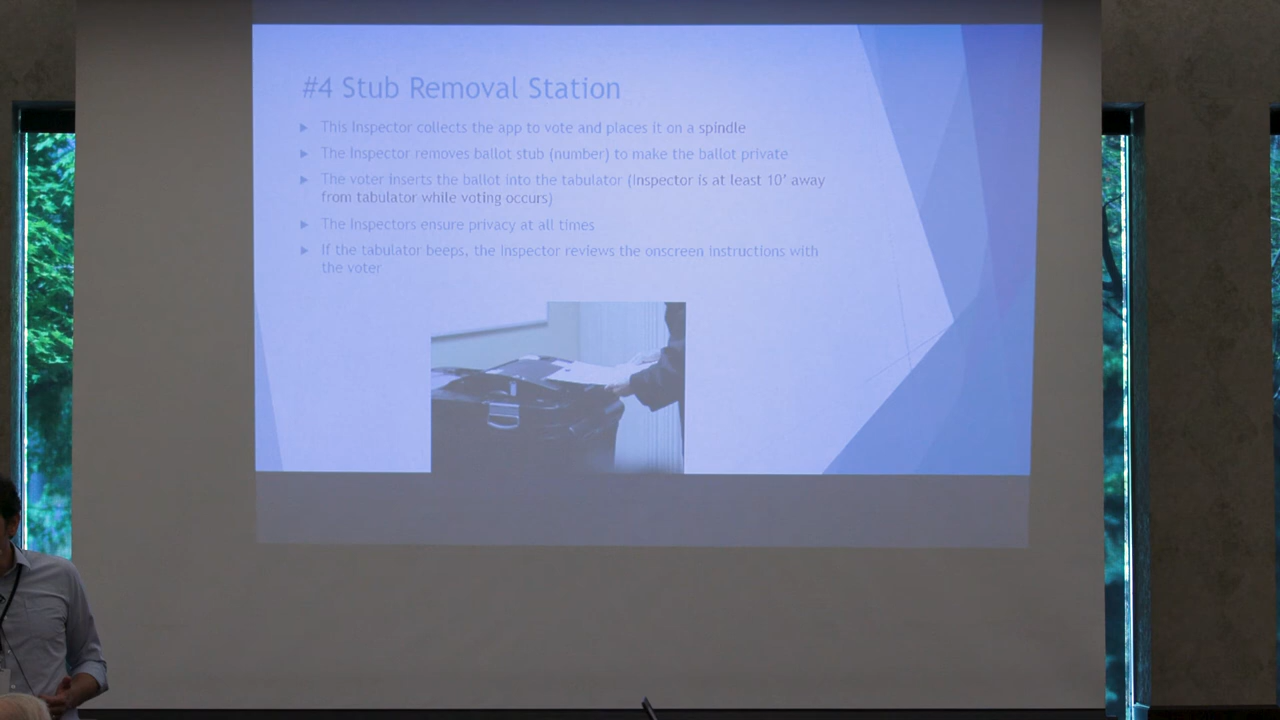 #4 Stub Removal Station
This Inspector collects the app to vote and places it on a spindle
The Inspector removes ballot stub (number) to make the ballot private
The voter inserts the ballot into the tabulator (Inspector is at least 10' away
from tabulator while voting occurs)
The Inspectors ensure privacy at all times
If the tabulator beeps, the Inspector reviews the onscreen instructions with
the voter